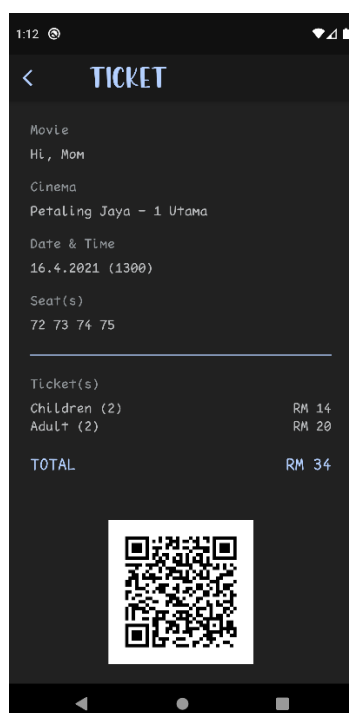 1:12
TICKET
Movie
Hi, Mom
Cinema
Petaling Jaya - 1 Utama
Date & Time
16.4.2021 (1300)
Seat(s)
72 73 74 75
Ticket(s)
Children (2) RM 14
Adult (2) RM 20
TOTAL RM 34